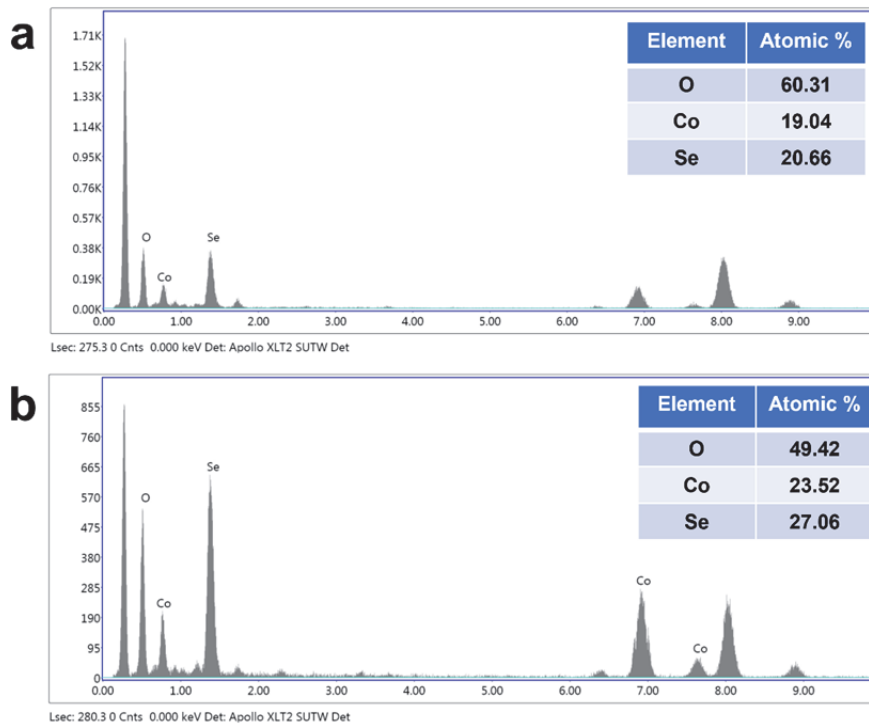 a
1.71K
1.52K
1.33K
1.14K
0.95K
0.76K
0.57K
0.38K
0.19K
0.00K
O
Co
Se
0.00 1.00 2.00 3.00 4.00 5.00 6.00 7.00 8.00 9.00
Lsec: 275.3 0 Cnts 0.000 keV Det: Apollo XLT2 SUTW Det
Element Atomic %
O 60.31
Co 19.04
Se 20.66
b
855
760
665
570
475
380
285
190
95
0
O
Co
Se
Co
Co
0.00 1.00 2.00 3.00 4.00 5.00 6.00 7.00 8.00 9.00
Lsec: 280.3 0 Cnts 0.000 keV Det: Apollo XLT2 SUTW Det
Element Atomic %
O 49.42
Co 23.52
Se 27.06